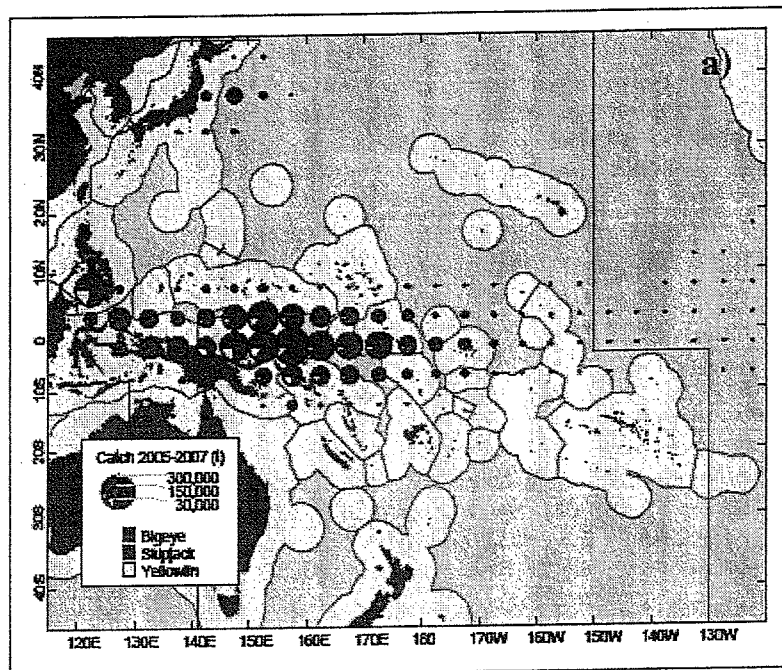 a)
40N
30N
20N
10N
0
10S
20S
30S
40S
Catch 2005-2007 (t)
300,000
150,000
30,000
Bigeye
Skipjack
Yellowfin
120E 130E 140E 150E 160E 170E 180 170W 160W 150W 140W 130W